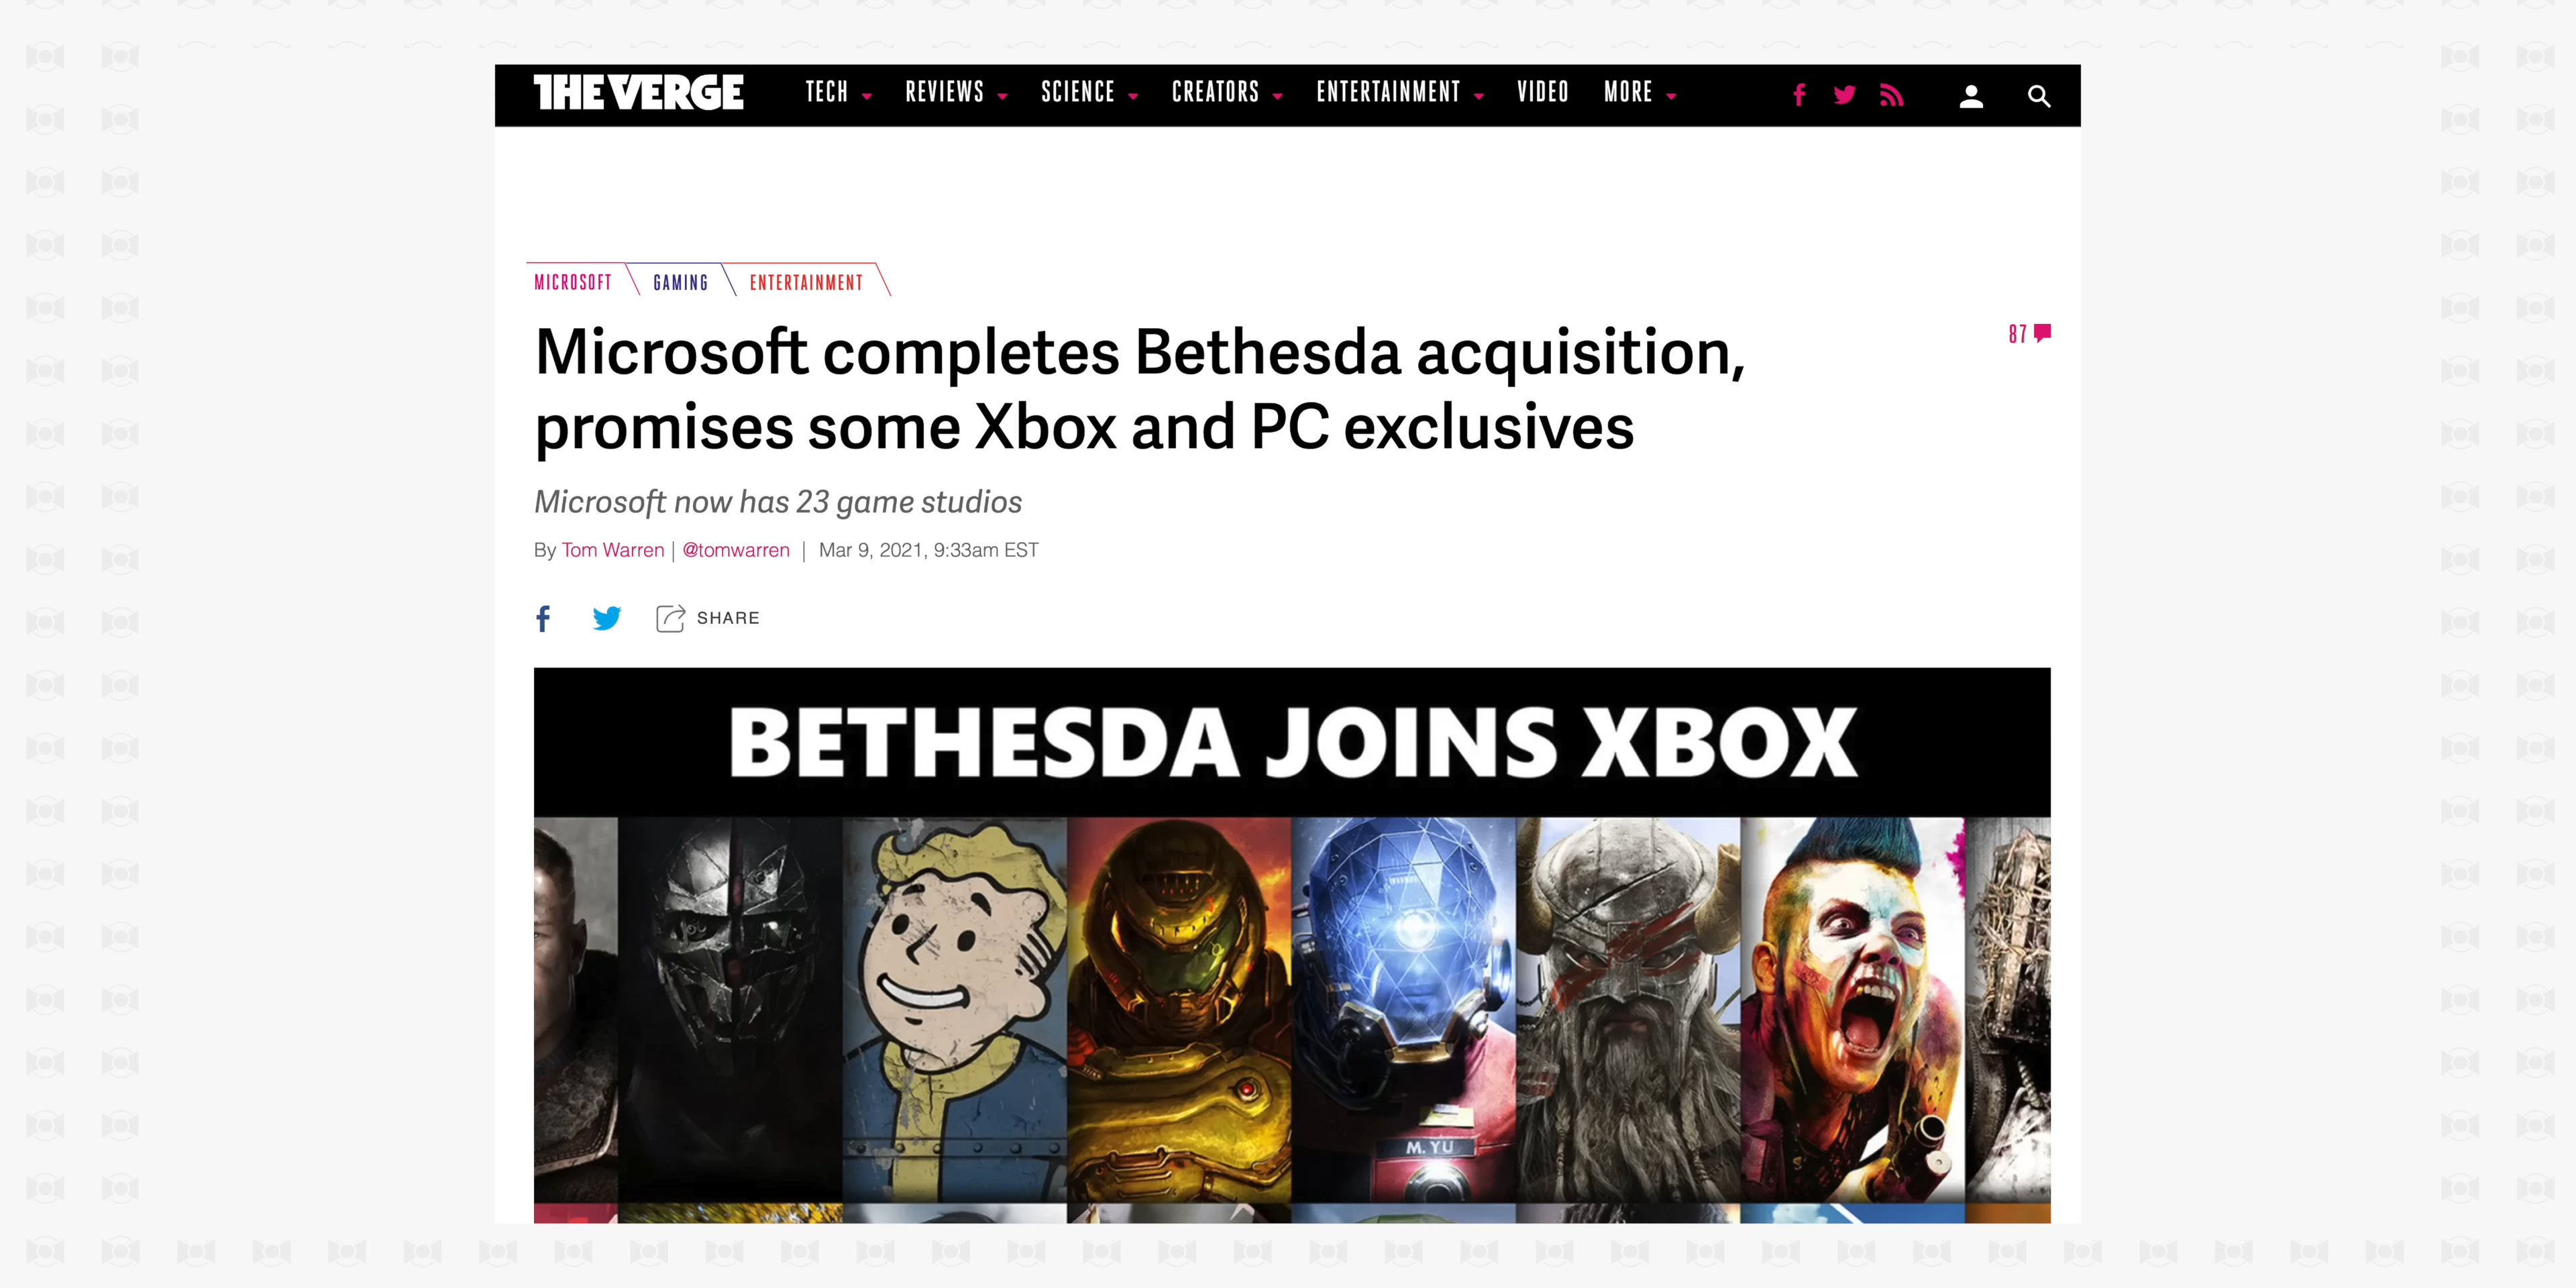 THE VERGE
TECH REVIEWS SCIENCE CREATORS ENTERTAINMENT VIDEO MORE
MICROSOFT GAMING ENTERTAINMENT
Microsoft completes Bethesda acquisition,
promises some Xbox and PC exclusives
87
Microsoft now has 23 game studios
By Tom Warren | @tomwarren | Mar 9, 2021, 9:33am EST
SHARE
BETHESDA JOINS XBOX
M. YU